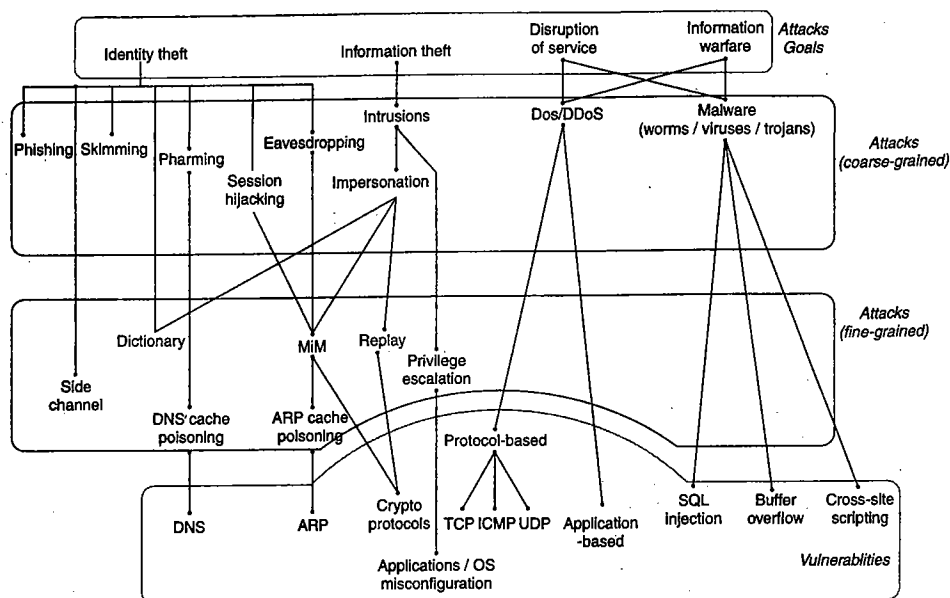 Identity theft
Information theft
Disruption
of service
Information
warfare
Attacks
Goals
Phishing
Skimming
Pharming
Session
hijacking
Eavesdropping
Intrusions
Impersonation
Dos/DDoS
Malware
(worms / viruses / trojans)
Attacks
(coarse-grained)
Dictionary
MiM
Replay
Privilege
escalation
Side
channel
DNS cache
poisoning
ARP cache
poisoning
Attacks
(fine-grained)
Protocol-based
DNS
ARP
Crypto
protocols
Applications / OS
misconfiguration
TCP ICMP UDP
Application
-based
SQL
injection
Buffer
overflow
Cross-site
scripting
Vulnerablities